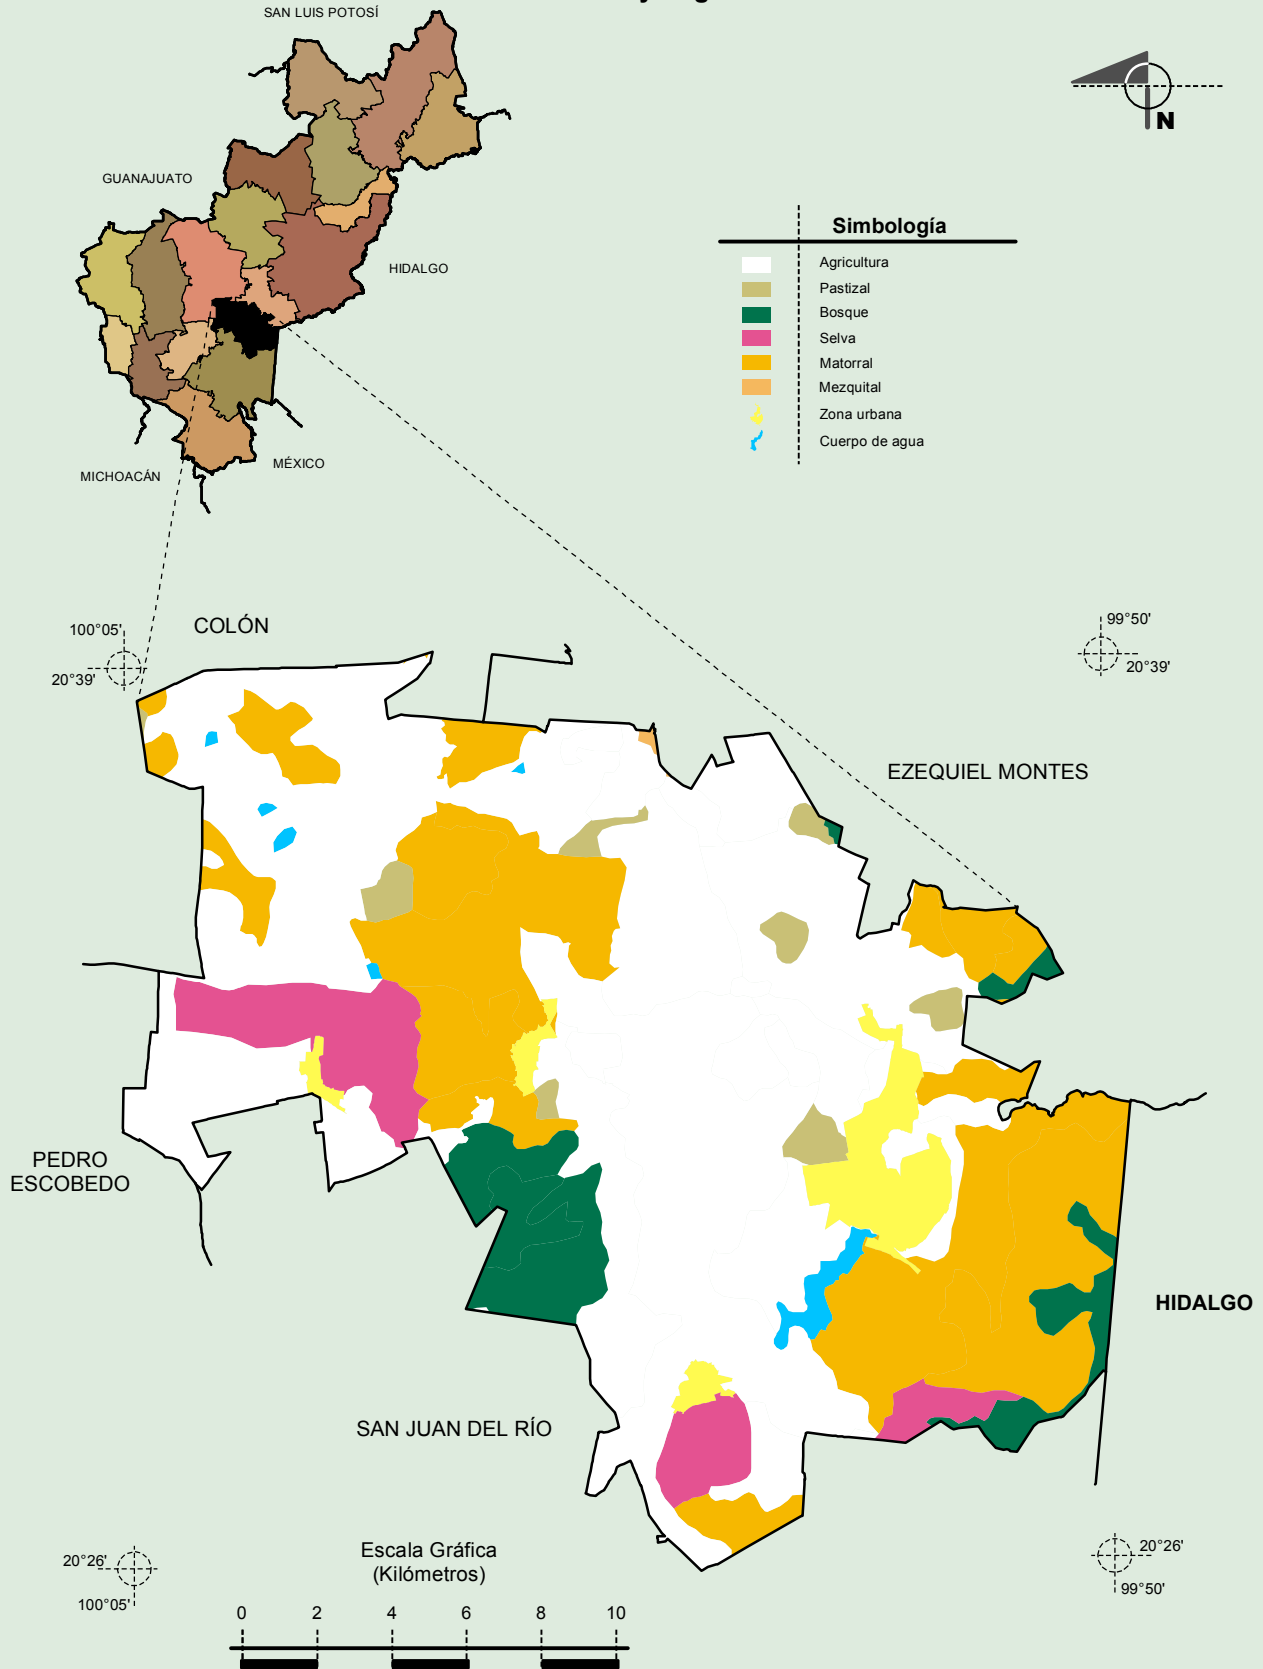 SAN LUIS POTOSÍ
N
GUANAJUATO
HIDALGO
MICHOACÁN
MÉXICO
Simbología
Agricultura
Pastizal
Bosque
Selva
Matorral
Mezquital
Zona urbana
Cuerpo de agua
100°05'
20°39'
COLÓN
99°50'
20°39'
EZEQUIEL MONTES
PEDRO
ESCOBEDO
HIDALGO
SAN JUAN DEL RÍO
20°26'
100°05'
Escala Gráfica
(Kilómetros)
0 2 4 6 8 10
20°26'
99°50'